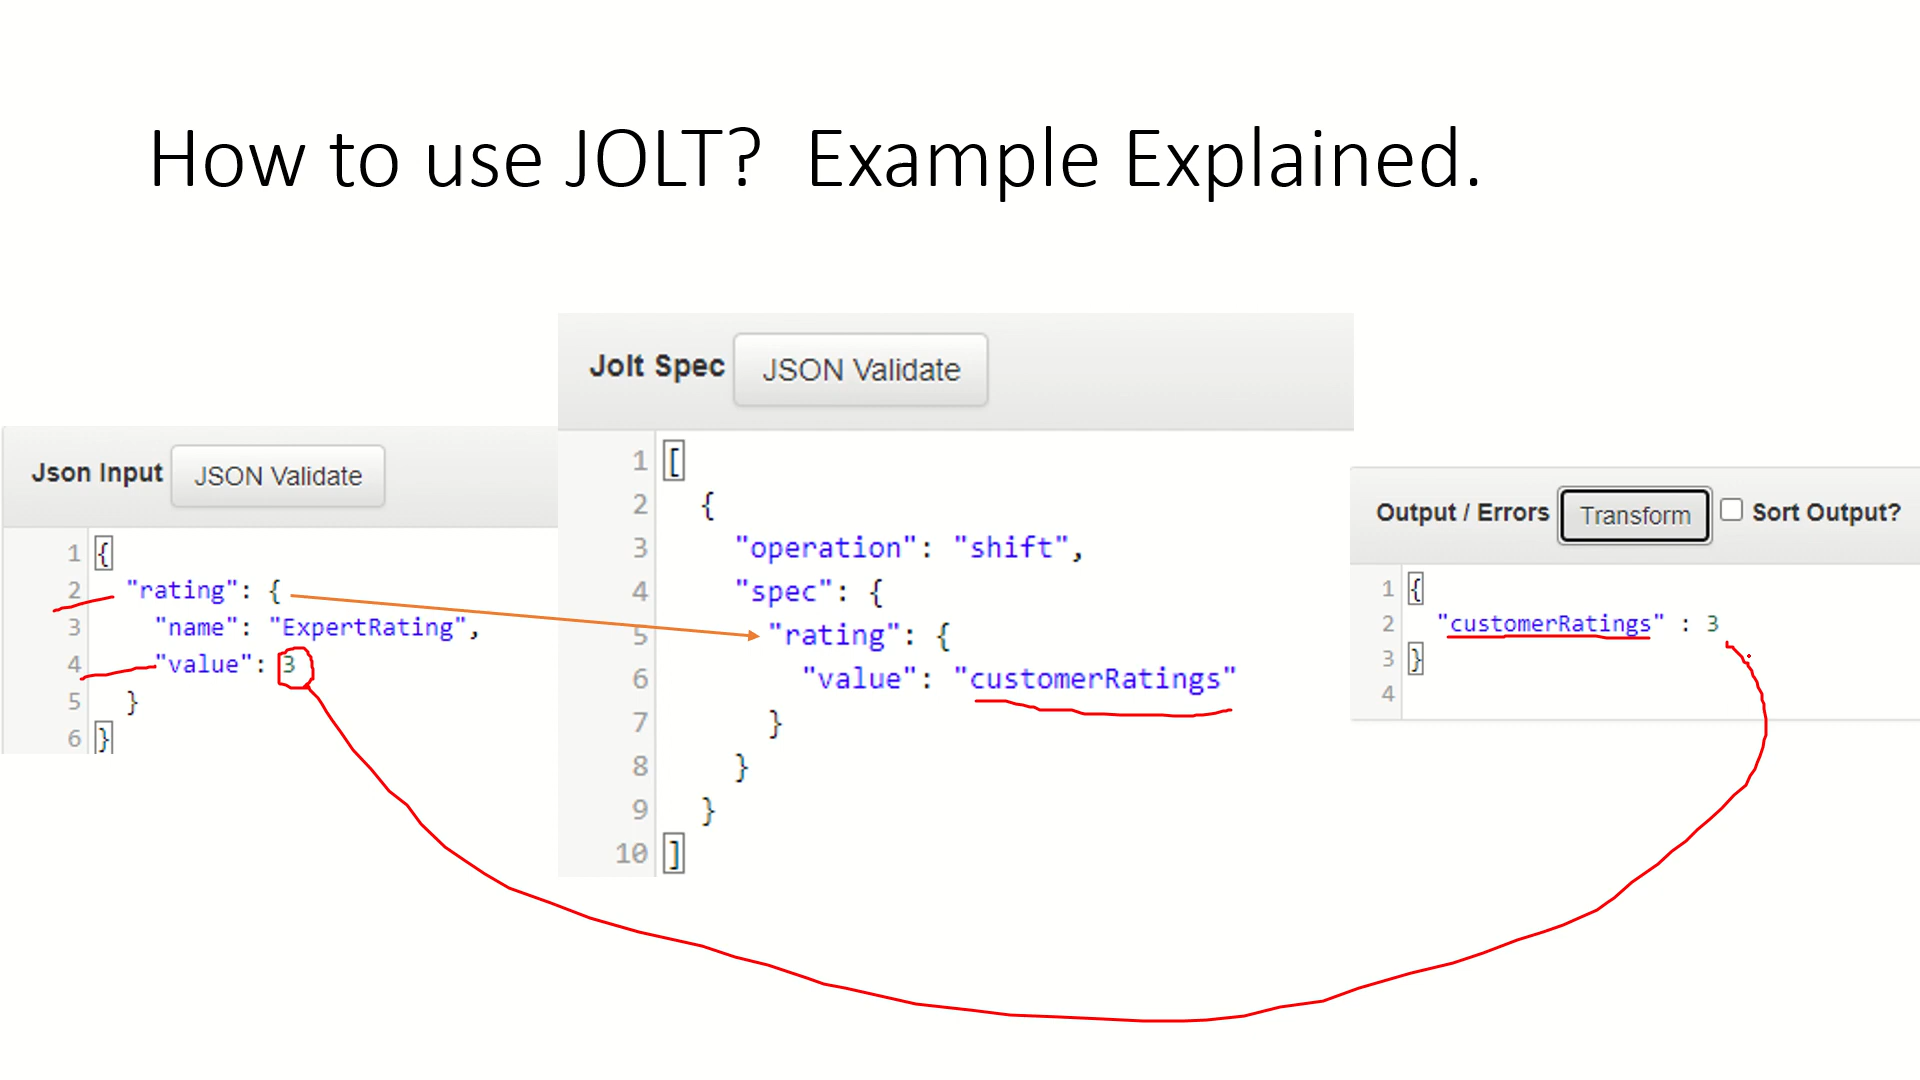 How to use JOLT? Example Explained.
Json Input JSON Validate
1 {
2 "rating": {
3 "name": "ExpertRating",
4 "value": 3
5 }
6 }
Jolt Spec JSON Validate
1 [
2 {
3 "operation": "shift",
4 "spec": {
5 "rating": {
6 "value": "customerRatings"
7 }
8 }
9 }
10 ]
Output / Errors Transform Sort Output?
1 {
2 "customerRatings" : 3
3 }
4